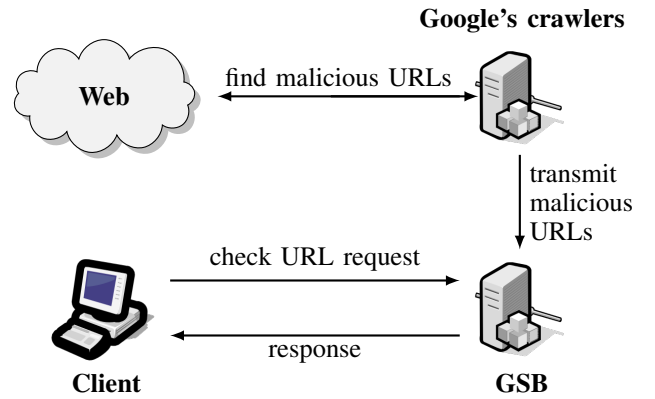 Google's crawlers
find malicious URLs
Web
transmit
malicious
URLs
check URL request
response
Client
GSB